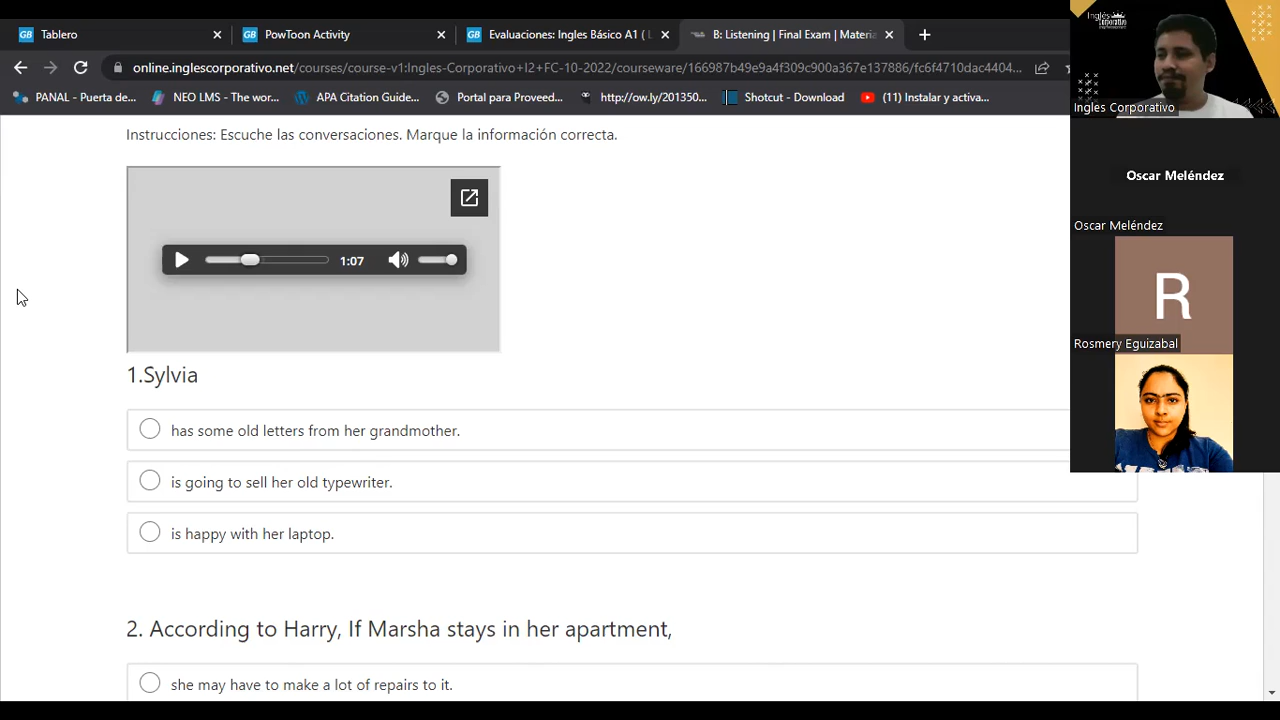 Tablero
PowToon Activity
Evaluaciones: Ingles Básico A1 (
B: Listening | Final Exam | Materia
online.inglescorporativo.net/courses/course-v1:Ingles-Corporativo+I2+FC-10-2022/courseware/166987b49e9a4f309c900a367e137886/fc6f4710dac4404...
PANAL - Puerta de...
NEO LMS - The wor...
APA Citation Guide...
Portal para Proveed...
http://ow.ly/201350...
Shotcut - Download
(11) Instalar y activa...
Instrucciones: Escuche las conversaciones. Marque la información correcta.
1:07
1.Sylvia
has some old letters from her grandmother.
is going to sell her old typewriter.
is happy with her laptop.
2. According to Harry, If Marsha stays in her apartment,
she may have to make a lot of repairs to it.
Inglés
Corporativo
Ingles Corporativo
Oscar Meléndez
Oscar Meléndez
R
Rosmery Eguizabal